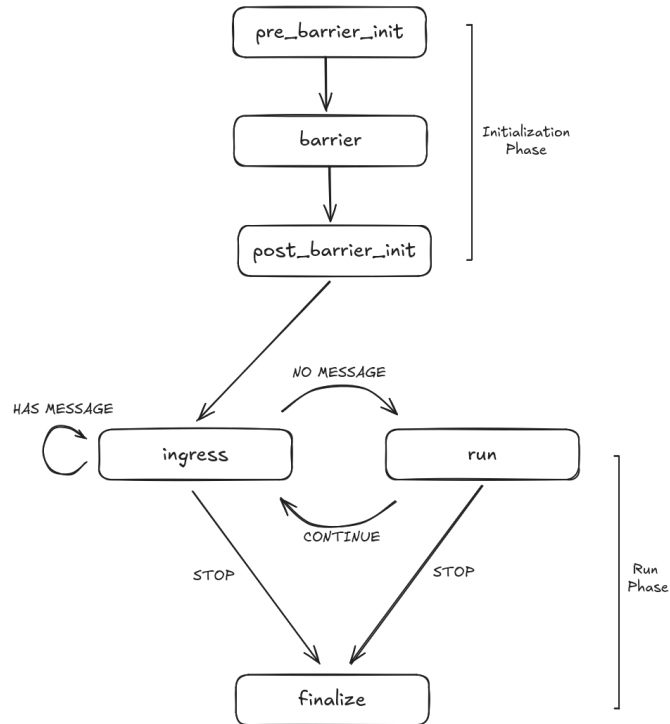 pre_barrier_init
barrier
Initialization
Phase
post_barrier_init
NO MESSAGE
HAS MESSAGE
ingress
run
CONTINUE
STOP
STOP
Run
Phase
finalize